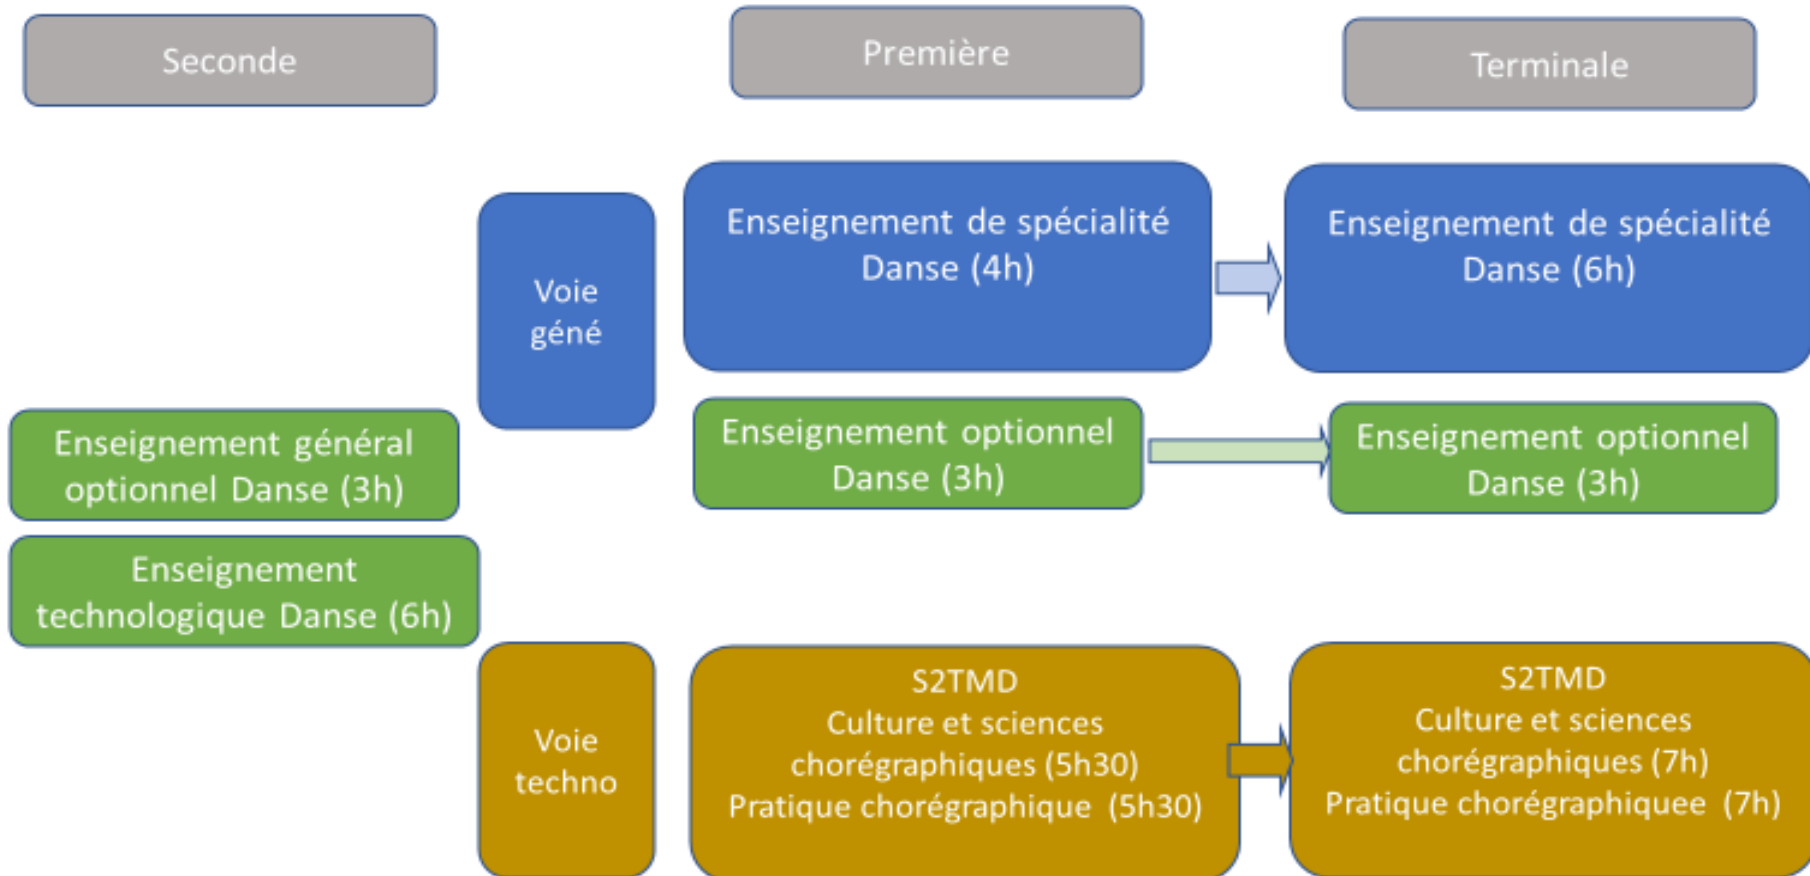 Seconde
Première
Terminale
Voie
géné
Enseignement de spécialité
Danse (4h)
Enseignement de spécialité
Danse (6h)
Enseignement général
optionnel Danse (3h)
Enseignement optionnel
Danse (3h)
Enseignement optionnel
Danse (3h)
Enseignement
technologique Danse (6h)
Voie
techno
S2TMD
Culture et sciences
chorégraphiques (5h30)
Pratique chorégraphique (5h30)
S2TMD
Culture et sciences
chorégraphiques (7h)
Pratique chorégraphiquee (7h)